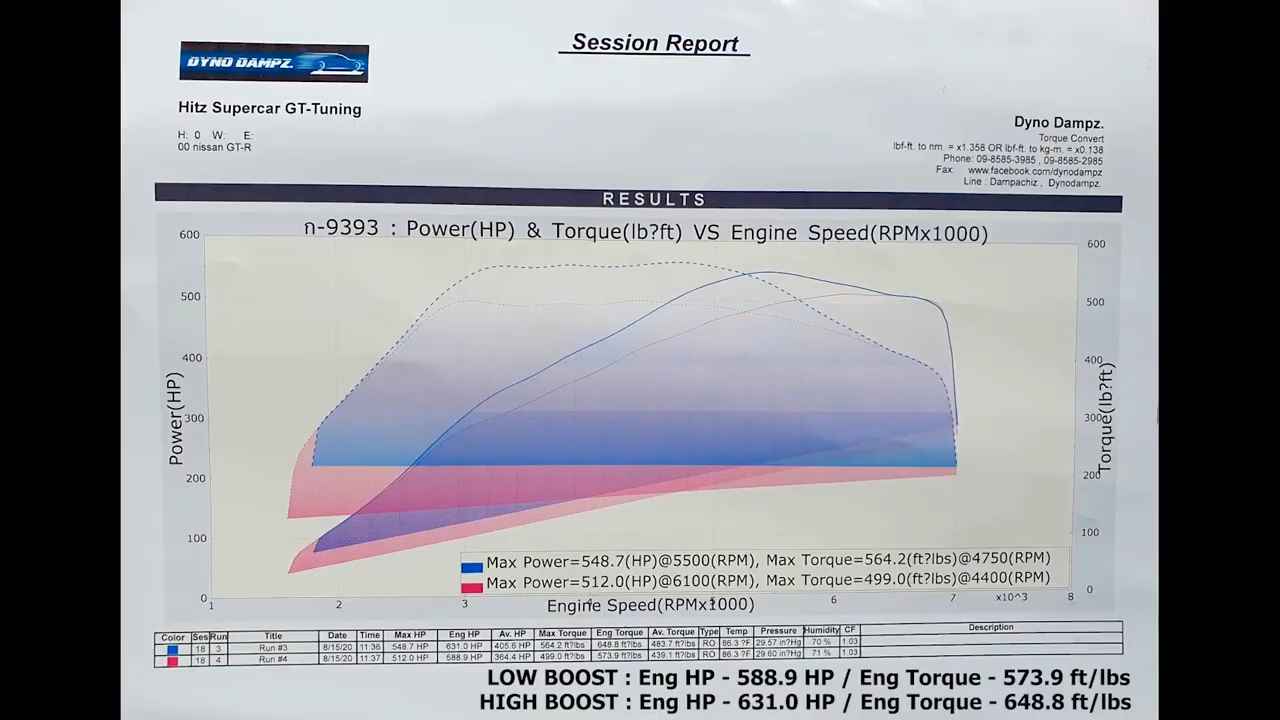 Session Report
DYNO DAMPZ.
Hitz Supercar GT-Tuning
H: 0 W: E:
00 nissan GT-R
Dyno Dampz.
Torque Convert
lbf-ft. to nm. = x1.358 OR lbf-ft. to kg-m. = x0.138
Phone: 09-8585-3985 , 09-8585-2985
Fax: www.facebook.com/dynodampz
Line : Dampachiz , Dynodampz.
RESULTS
ก-9393 : Power(HP) & Torque(lb?ft) VS Engine Speed(RPMx1000)
600
500
400
300
200
100
0
Power(HP)
600
500
400
300
200
100
0
Torque(lb?ft)
Max Power=548.7(HP)@5500(RPM), Max Torque=564.2(ft?lbs)@4750(RPM)
Max Power=512.0(HP)@6100(RPM), Max Torque=499.0(ft?lbs)@4400(RPM)
1 2 3 4 5 6 7 x10^3 8
Engine Speed(RPMx1000)
Color Ses Run Title Date Time Max HP Eng HP Av. HP Max Torque Eng Torque Av. Torque Type Temp Pressure Humidity CF Description
18 3 Run #3 8/15/20 11:36 548.7 HP 631.0 HP 405.6 HP 564.2 ft?lbs 648.8 ft?lbs 483.7 ft?lbs RO 86.3 ?F 29.57 in?Hg 70 % 1.03
18 4 Run #4 8/15/20 11:37 512.0 HP 588.9 HP 364.4 HP 499.0 ft?lbs 573.9 ft?lbs 439.1 ft?lbs RO 86.3 ?F 29.60 in?Hg 71 % 1.03
LOW BOOST : Eng HP - 588.9 HP / Eng Torque - 573.9 ft/lbs
HIGH BOOST : Eng HP - 631.0 HP / Eng Torque - 648.8 ft/lbs